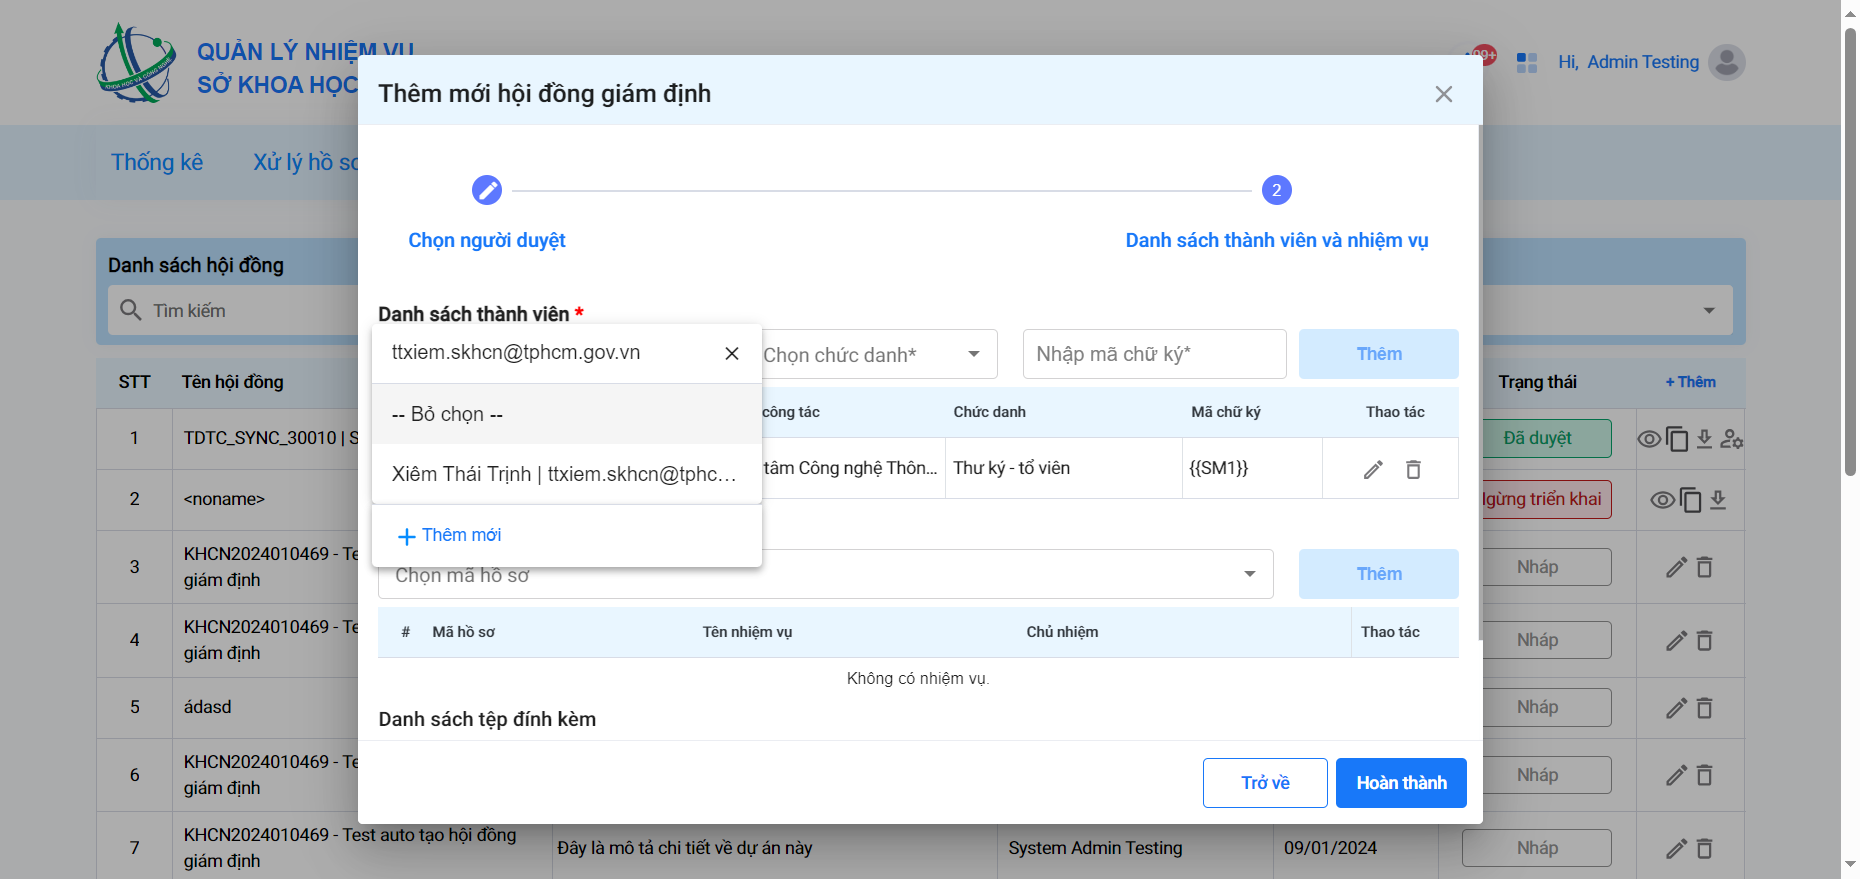 QUẢN LÝ NHIỆM VỤ
SỞ KHOA HỌC
99+
Hi, Admin Testing
Thêm mới hội đồng giám định
Thống kê
Xử lý hồ sơ
2
Chọn người duyệt
Danh sách thành viên và nhiệm vụ
Danh sách hội đồng
Tìm kiếm
Danh sách thành viên *
ttxiem.skhcn@tphcm.gov.vn
Chọn chức danh*
Nhập mã chữ ký*
Thêm
-- Bỏ chọn --
Xiêm Thái Trịnh | ttxiem.skhcn@tphc...
Thêm mới
công tác
Chức danh
Mã chữ ký
Thao tác
tâm Công nghệ Thôn...
Thư ký - tổ viên
{{SM1}}
Chọn mã hồ sơ
Thêm
#
Mã hồ sơ
Tên nhiệm vụ
Chủ nhiệm
Thao tác
Không có nhiệm vụ.
Danh sách tệp đính kèm
Trở về
Hoàn thành
STT
Tên hội đồng
Trạng thái
+ Thêm
1
TDTC_SYNC_30010 | S
Đã duyệt
2
<noname>
Ngừng triển khai
3
KHCN2024010469 - Te
giám định
Nháp
4
KHCN2024010469 - Te
giám định
Nháp
5
ádasd
Nháp
6
KHCN2024010469 - Te
giám định
Nháp
7
KHCN2024010469 - Test auto tạo hội đồng
giám định
Đây là mô tả chi tiết về dự án này
System Admin Testing
09/01/2024
Nháp